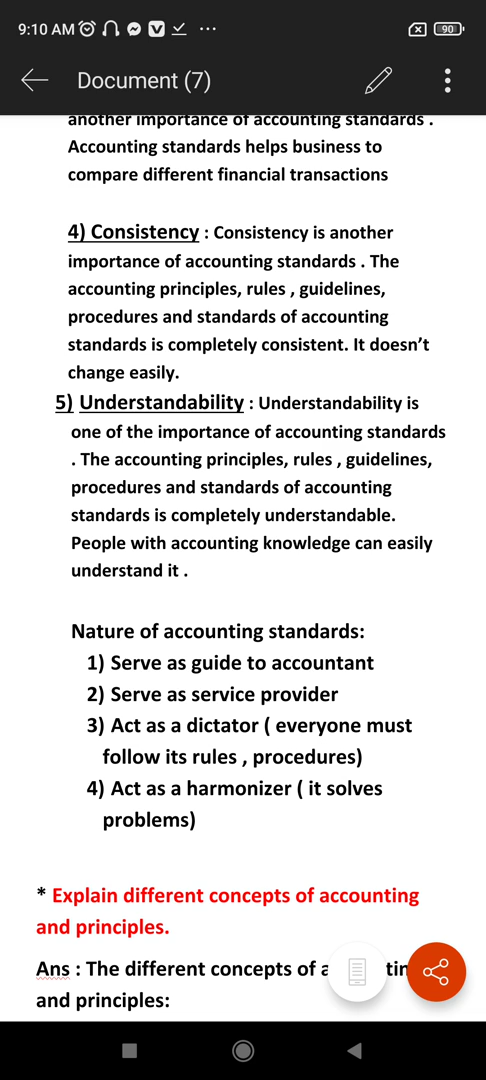 9:10 AM
90
Document (7)
another importance of accounting standards .
Accounting standards helps business to
compare different financial transactions
4) Consistency : Consistency is another
importance of accounting standards . The
accounting principles, rules , guidelines,
procedures and standards of accounting
standards is completely consistent. It doesn’t
change easily.
5) Understandability : Understandability is
one of the importance of accounting standards
. The accounting principles, rules , guidelines,
procedures and standards of accounting
standards is completely understandable.
People with accounting knowledge can easily
understand it .
Nature of accounting standards:
1) Serve as guide to accountant
2) Serve as service provider
3) Act as a dictator ( everyone must
follow its rules , procedures)
4) Act as a harmonizer ( it solves
problems)
* Explain different concepts of accounting
and principles.
Ans : The different concepts of
and principles: